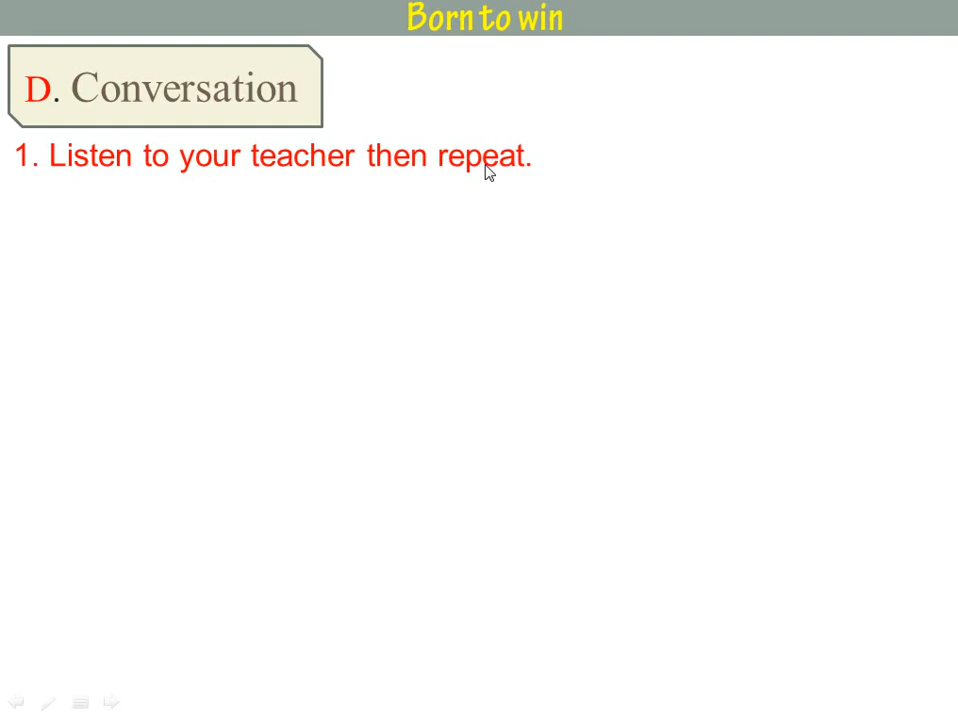 Born to win
D. Conversation
1. Listen to your teacher then repeat.